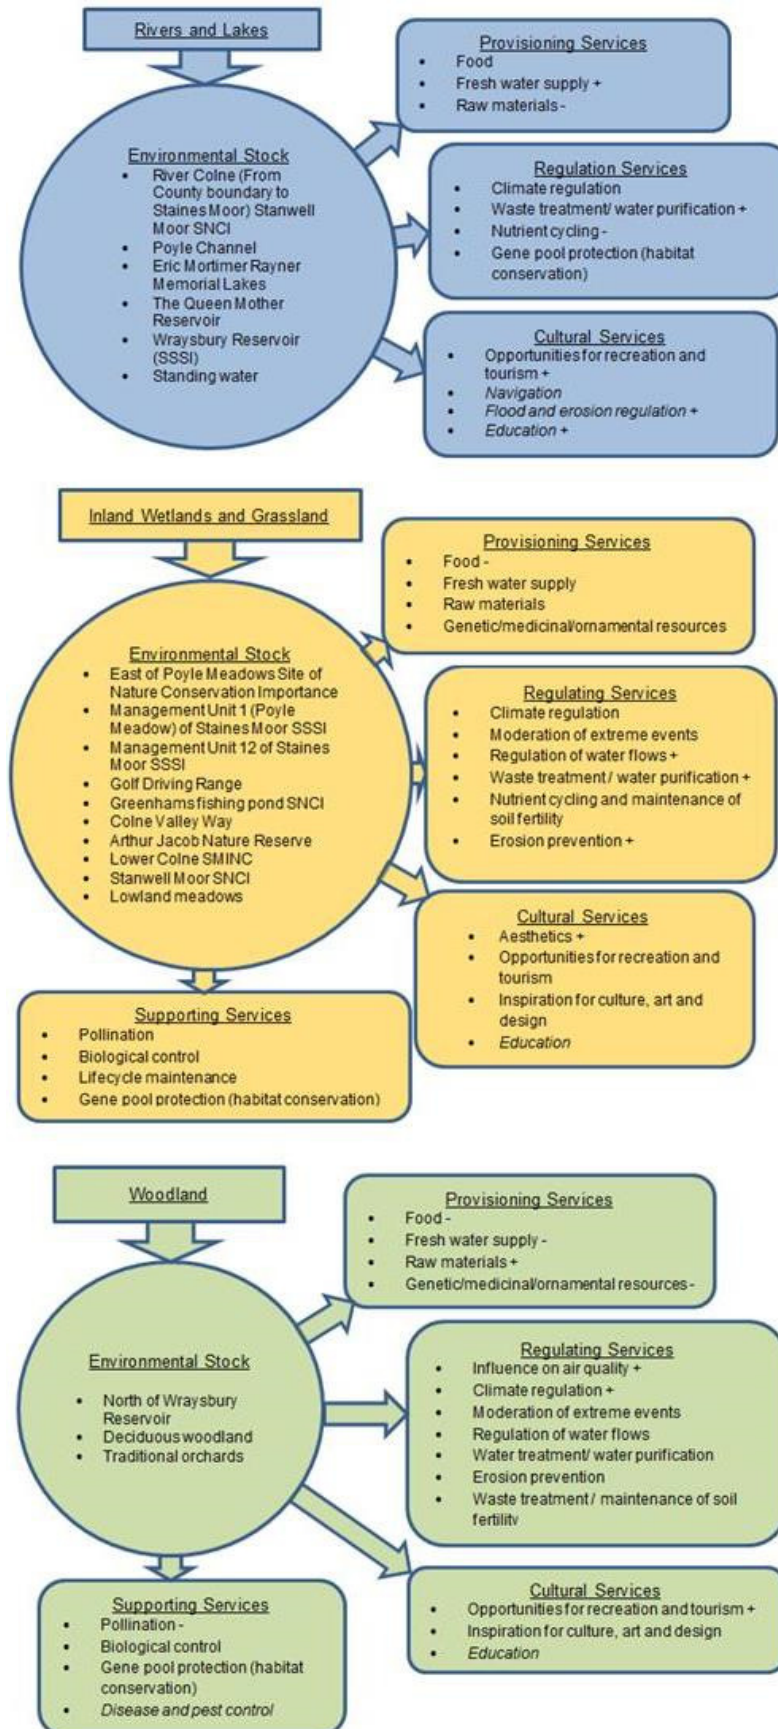 Rivers and Lakes
Environmental Stock
• River Colne (From
County boundary to
Staines Moor) Stanwell
Moor SNCI
• Poyle Channel
• Eric Mortimer Rayner
Memorial Lakes
• The Queen Mother
Reservoir
• Wraysbury Reservoir
(SSSI)
• Standing water
Provisioning Services
• Food
• Fresh water supply +
• Raw materials -
Regulation Services
• Climate regulation
• Waste treatment/ water purification +
• Nutrient cycling -
• Gene pool protection (habitat
conservation)
Cultural Services
• Opportunities for recreation and
tourism +
• Navigation
• Flood and erosion regulation +
• Education +
Inland Wetlands and Grassland
Environmental Stock
• East of Poyle Meadows Site of
Nature Conservation Importance
• Management Unit 1 (Poyle
Meadow) of Staines Moor SSSI
• Management Unit 12 of Staines
Moor SSSI
• Golf Driving Range
• Greenhams fishing pond SNCI
• Colne Valley Way
• Arthur Jacob Nature Reserve
• Lower Colne SMINC
• Stanwell Moor SNCI
• Lowland meadows
Provisioning Services
• Food -
• Fresh water supply
• Raw materials
• Genetic/medicinal/ornamental resources
Regulating Services
• Climate regulation
• Moderation of extreme events
• Regulation of water flows +
• Waste treatment / water purification +
• Nutrient cycling and maintenance of
soil fertility
• Erosion prevention +
Cultural Services
• Aesthetics +
• Opportunities for recreation and
tourism
• Inspiration for culture, art and
design
• Education
Supporting Services
• Pollination
• Biological control
• Lifecycle maintenance
• Gene pool protection (habitat conservation)
Woodland
Environmental Stock
• North of Wraysbury
Reservoir
• Deciduous woodland
• Traditional orchards
Provisioning Services
• Food -
• Fresh water supply -
• Raw materials +
• Genetic/medicinal/ornamental resources -
Regulating Services
• Influence on air quality +
• Climate regulation +
• Moderation of extreme events
• Regulation of water flows
• Water treatment/ water purification
• Erosion prevention
• Waste treatment / maintenance of soil
fertility
Cultural Services
• Opportunities for recreation and tourism +
• Inspiration for culture, art and design
• Education
Supporting Services
• Pollination -
• Biological control
• Gene pool protection (habitat
conservation)
• Disease and pest control